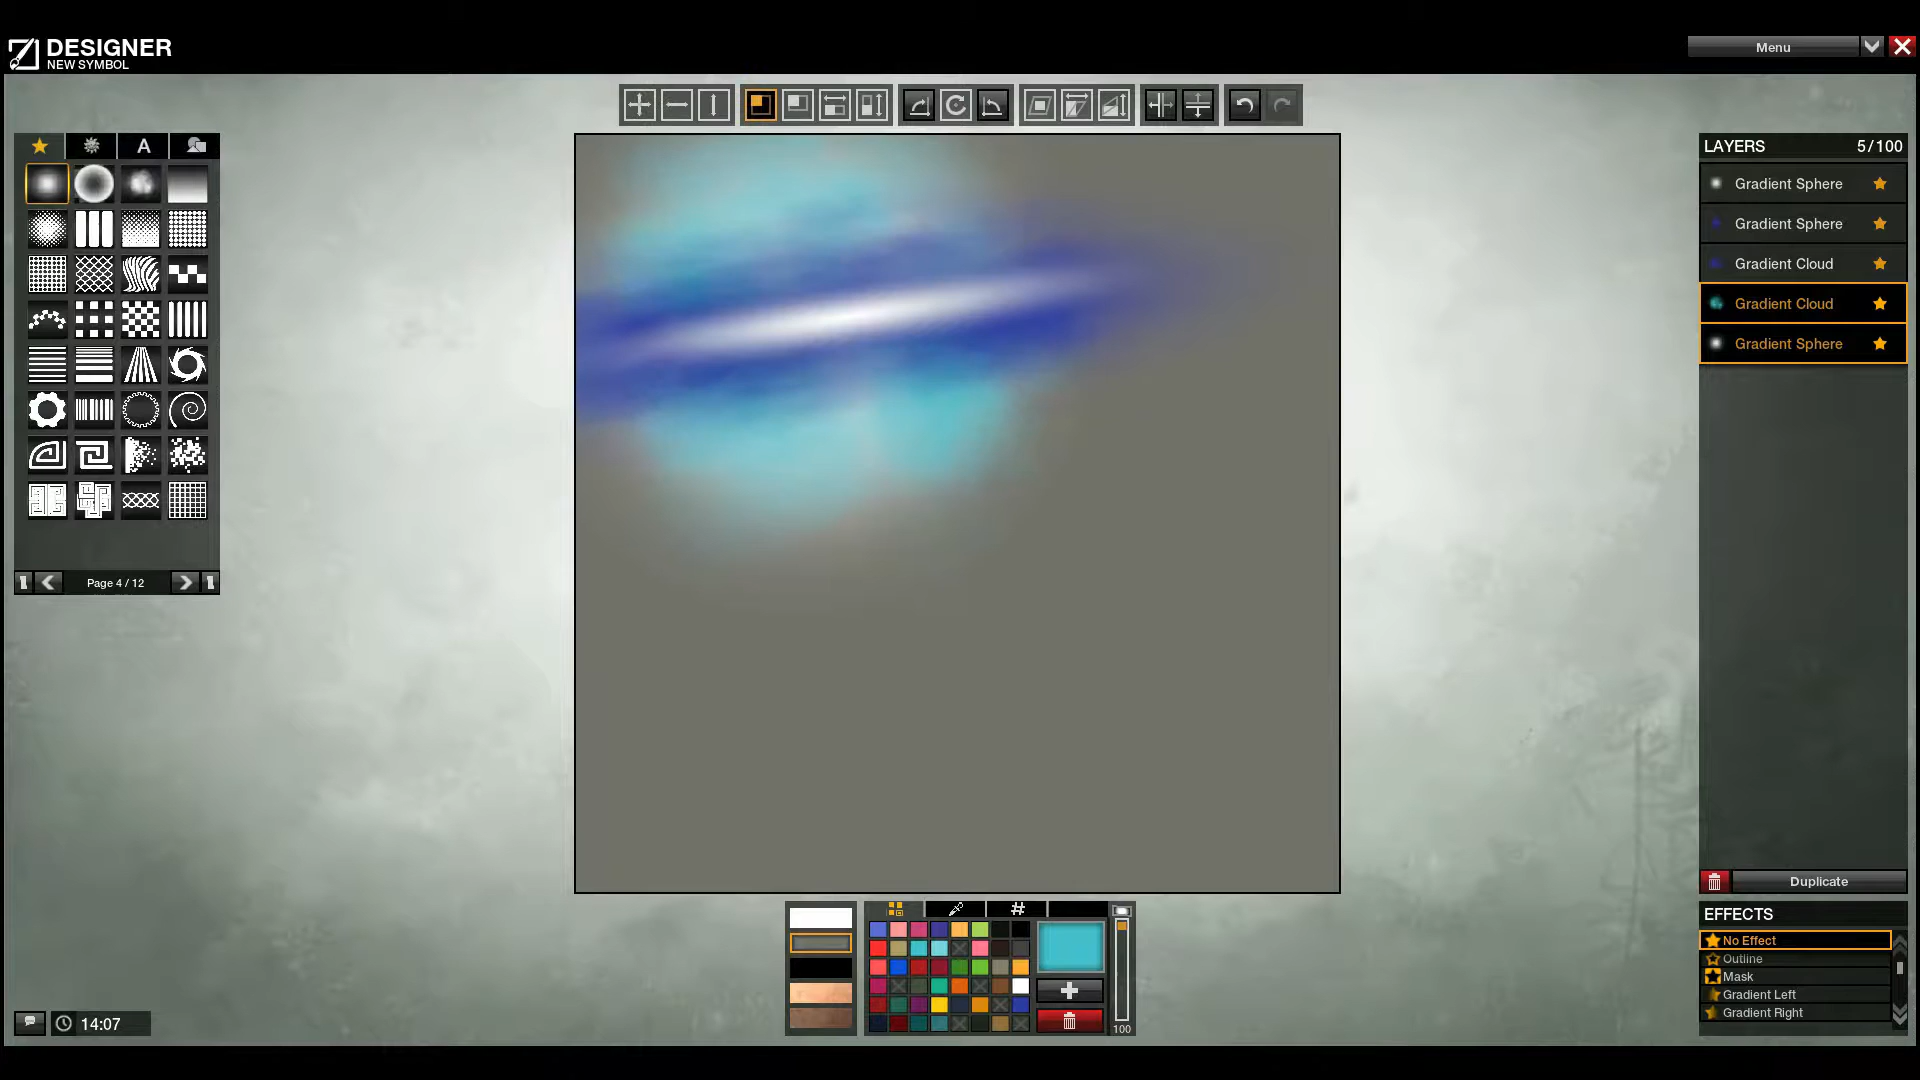 DESIGNER
NEW SYMBOL
Menu
A
LAYERS 5/100
Gradient Sphere
Gradient Sphere
Gradient Cloud
Gradient Cloud
Gradient Sphere
Page 4 / 12
Duplicate
EFFECTS
No Effect
Outline
Mask
Gradient Left
Gradient Right
#
100
14:07